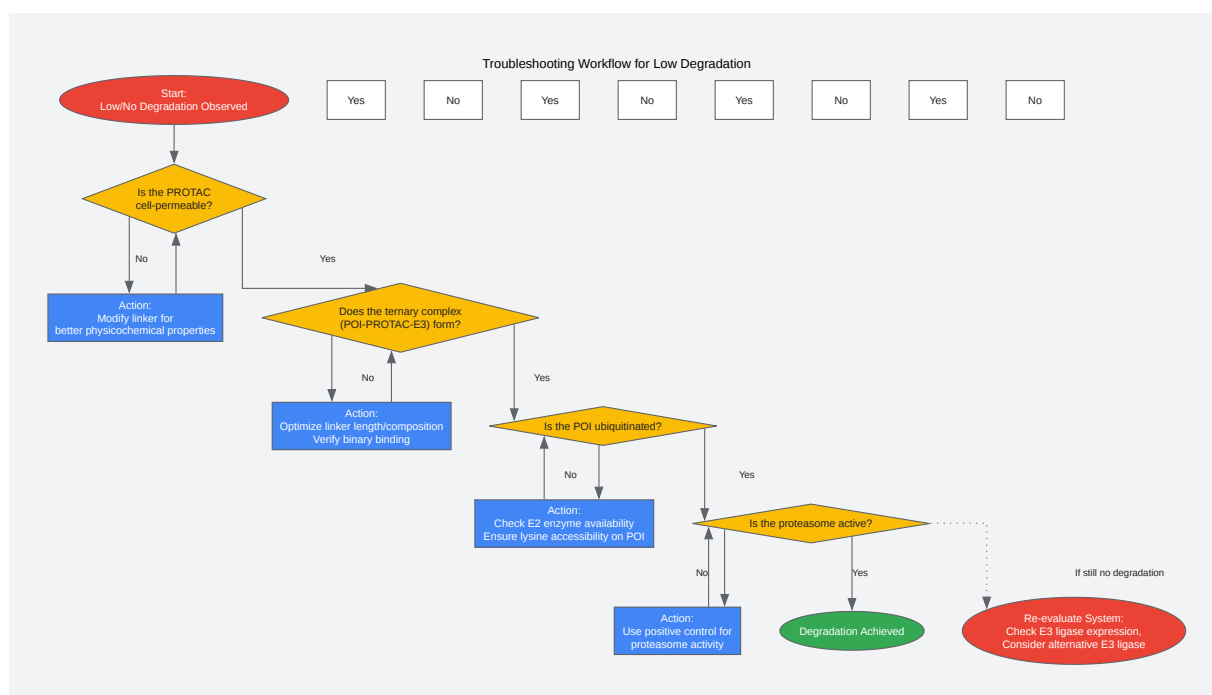 Troubleshooting Workflow for Low Degradation
Start:
Low/No Degradation Observed
Yes
No
Yes
No
Yes
No
Yes
No
Is the PROTAC
cell-permeable?
No
Yes
Action:
Modify linker for
better physicochemical properties
Does the ternary complex
(POI-PROTAC-E3) form?
No
Yes
Action:
Optimize linker length/composition
Verify binary binding
Is the POI ubiquitinated?
No
Yes
Action:
Check E2 enzyme availability
Ensure lysine accessibility on POI
Is the proteasome active?
No
Yes
If still no degradation
Action:
Use positive control for
proteasome activity
Degradation Achieved
Re-evaluate System:
Check E3 ligase expression,
Consider alternative E3 ligase